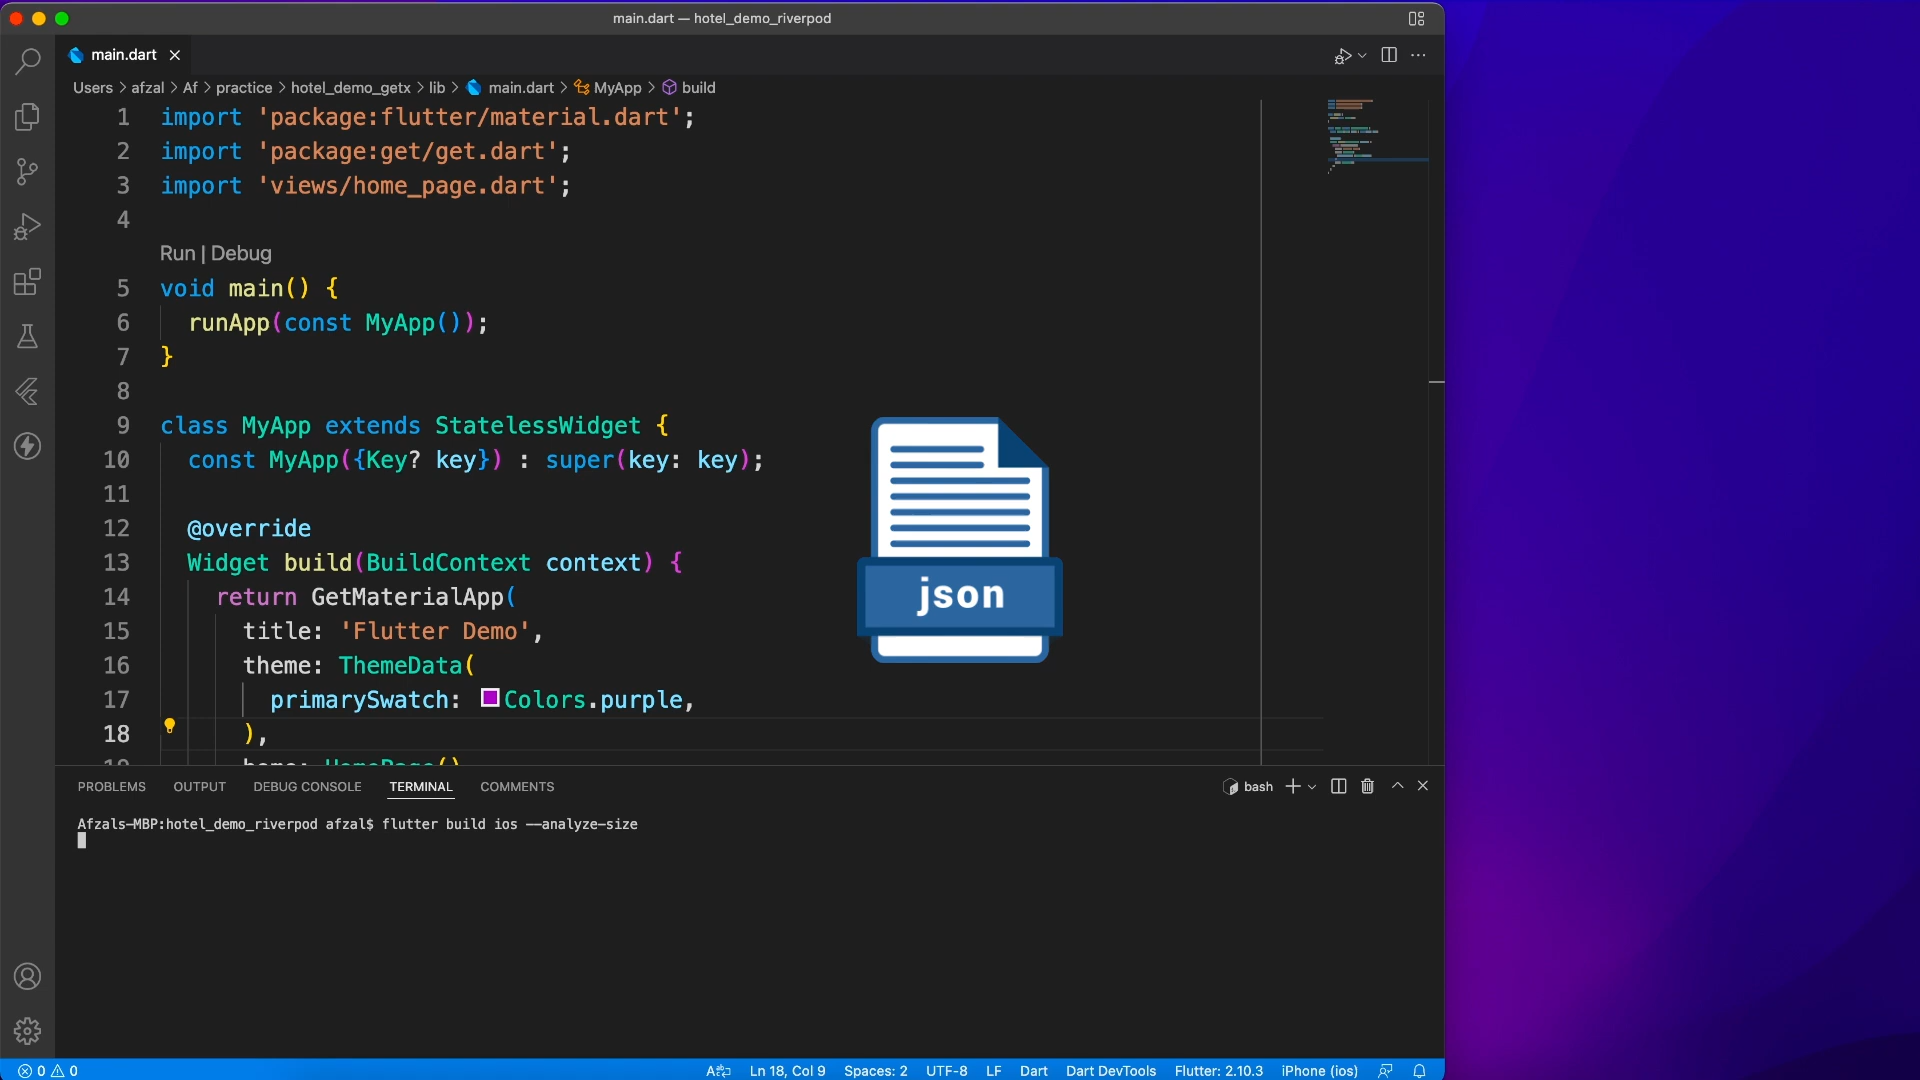 main.dart — hotel_demo_riverpod
main.dart
Users > afzal > Af > practice > hotel_demo_getx > lib > main.dart > MyApp > build
1 import 'package:flutter/material.dart';
2 import 'package:get/get.dart';
3 import 'views/home_page.dart';
4
Run | Debug
5 void main() {
6 runApp(const MyApp());
7 }
8
9 class MyApp extends StatelessWidget {
10 const MyApp({Key? key}) : super(key: key);
11
12 @override
13 Widget build(BuildContext context) {
14 return GetMaterialApp(
15 title: 'Flutter Demo',
16 theme: ThemeData(
17 primarySwatch: Colors.purple,
18 ),
19 home: HomePage()
json
PROBLEMS OUTPUT DEBUG CONSOLE TERMINAL COMMENTS
bash
Afzals-MBP:hotel_demo_riverpod afzal$ flutter build ios --analyze-size
0 0
Ln 18, Col 9 Spaces: 2 UTF-8 LF Dart Dart DevTools Flutter: 2.10.3 iPhone (ios)